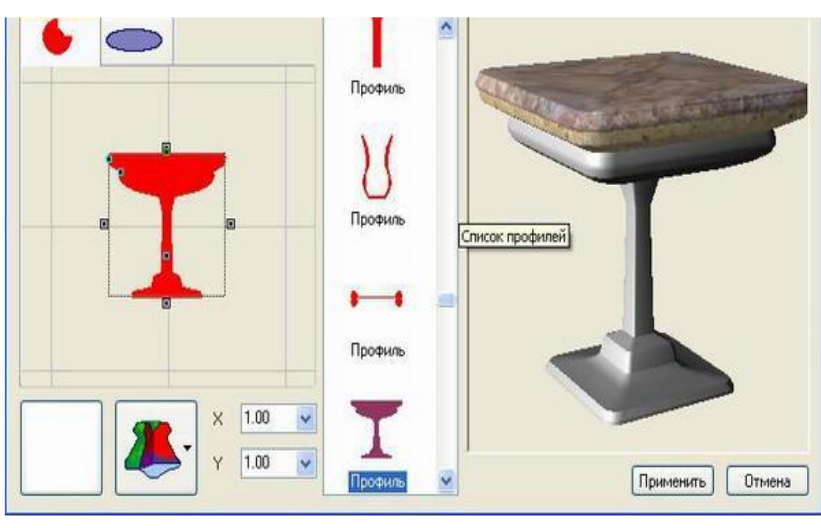 Профиль
Профиль
Список профилей
Профиль
X 1.00
Y 1.00
Профиль
Применить
Отмена